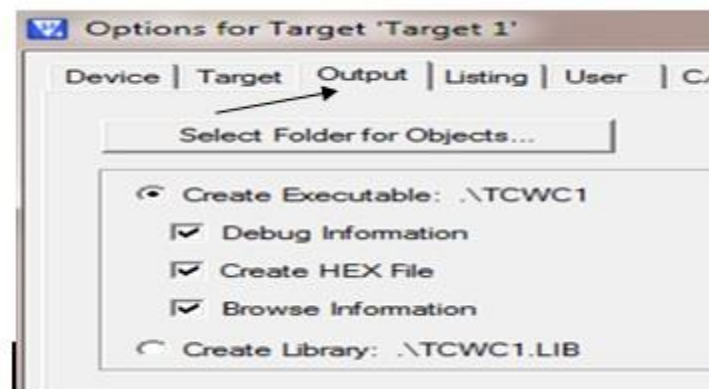 Options for Target 'Target 1'
Device Target Output Listing User
Select Folder for Objects...
Create Executable: .\TCWC1
Debug Information
Create HEX File
Browse Information
Create Library: .\TCWC1.LIB